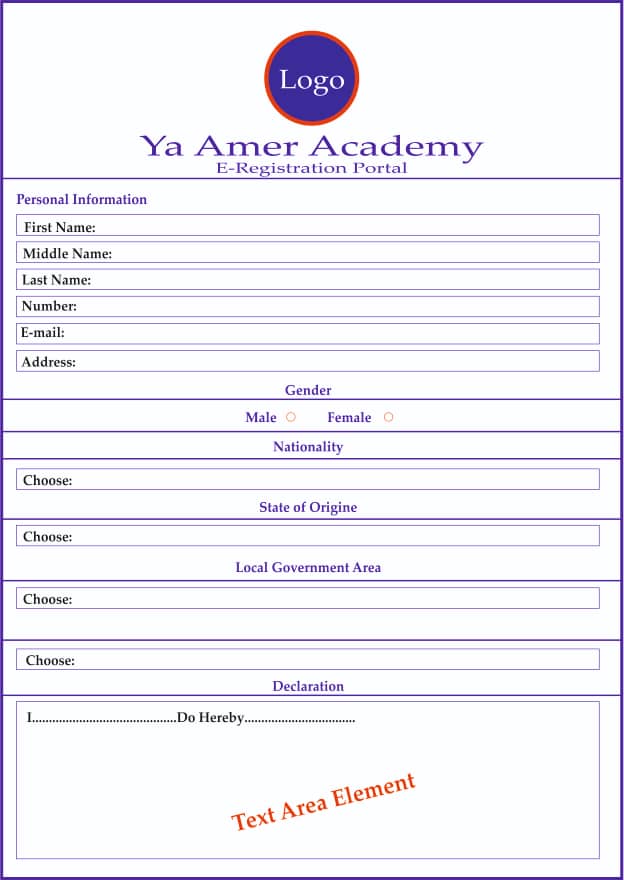 Logo
Ya Amer Academy
E-Registration Portal
Personal Information
First Name:
Middle Name:
Last Name:
Number:
E-mail:
Address:
Gender
Male Female
Nationality
Choose:
State of Origine
Choose:
Local Government Area
Choose:
Choose:
Declaration
I...........................................Do Hereby.................................
Text Area Element